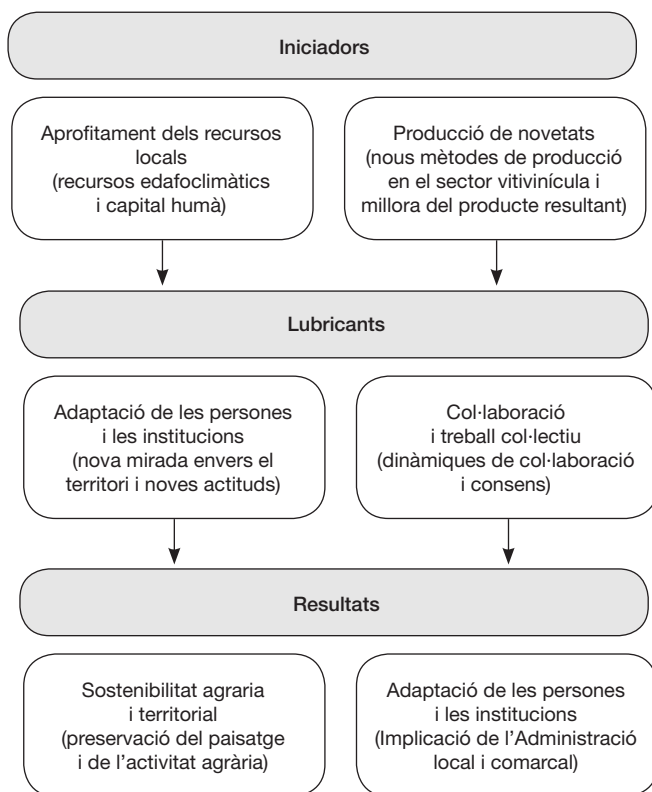 Iniciadors
Aprofitament dels recursos
locals
(recursos edafoclimàtics
i capital humà)
Producció de novetats
(nous mètodes de producció
en el sector vitivinícula i
millora del producte resultant)
Lubricants
Adaptació de les persones
i les institucions
(nova mirada envers el
territori i noves actituds)
Col·laboració
i treball col·lectiu
(dinàmiques de col·laboració
i consens)
Resultats
Sostenibilitat agraria
i territorial
(preservació del paisatge
i de l’activitat agrària)
Adaptació de les persones
i les institucions
(Implicació de l’Administració
local i comarcal)